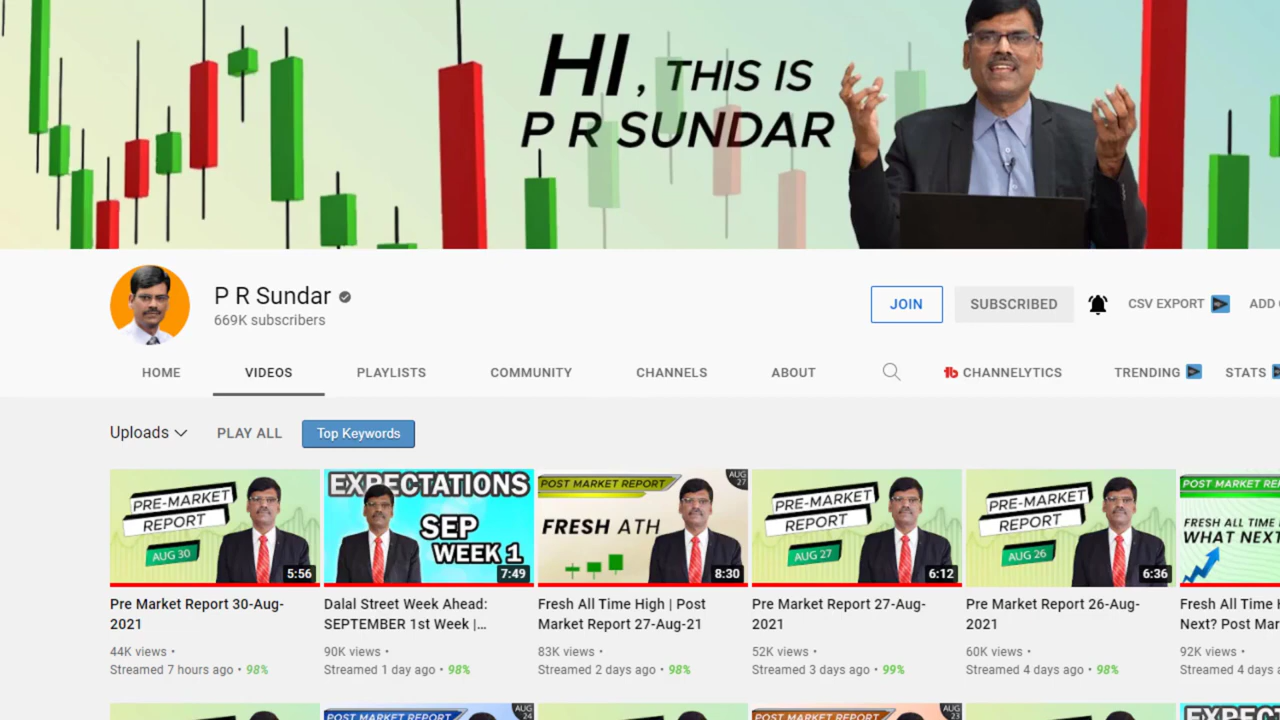 HI, THIS IS
P R SUNDAR
P R Sundar
669K subscribers
JOIN
SUBSCRIBED
CSV EXPORT
ADD
HOME
VIDEOS
PLAYLISTS
COMMUNITY
CHANNELS
ABOUT
tb CHANNELYTICS
TRENDING
STATS
Uploads
PLAY ALL
Top Keywords
PRE-MARKET
REPORT
AUG 30
5:56
Pre Market Report 30-Aug-
2021
44K views •
Streamed 7 hours ago • 98%
EXPECTATIONS
SEP
WEEK 1
7:49
Dalal Street Week Ahead:
SEPTEMBER 1st Week |...
90K views •
Streamed 1 day ago • 98%
POST MARKET REPORT
AUG
27
FRESH ATH
8:30
Fresh All Time High | Post
Market Report 27-Aug-21
83K views •
Streamed 2 days ago • 98%
PRE-MARKET
REPORT
AUG 27
6:12
Pre Market Report 27-Aug-
2021
52K views •
Streamed 3 days ago • 99%
PRE-MARKET
REPORT
AUG 26
6:36
Pre Market Report 26-Aug-
2021
60K views •
Streamed 4 days ago • 98%
POST MARKET REP
FRESH ALL TIME
WHAT NEXT
Fresh All Time
Next? Post Mar
92K views •
Streamed 4 days
POST MARKET REPORT
AUG
24
POST MARKET REPORT
AUG
23
EXPEC